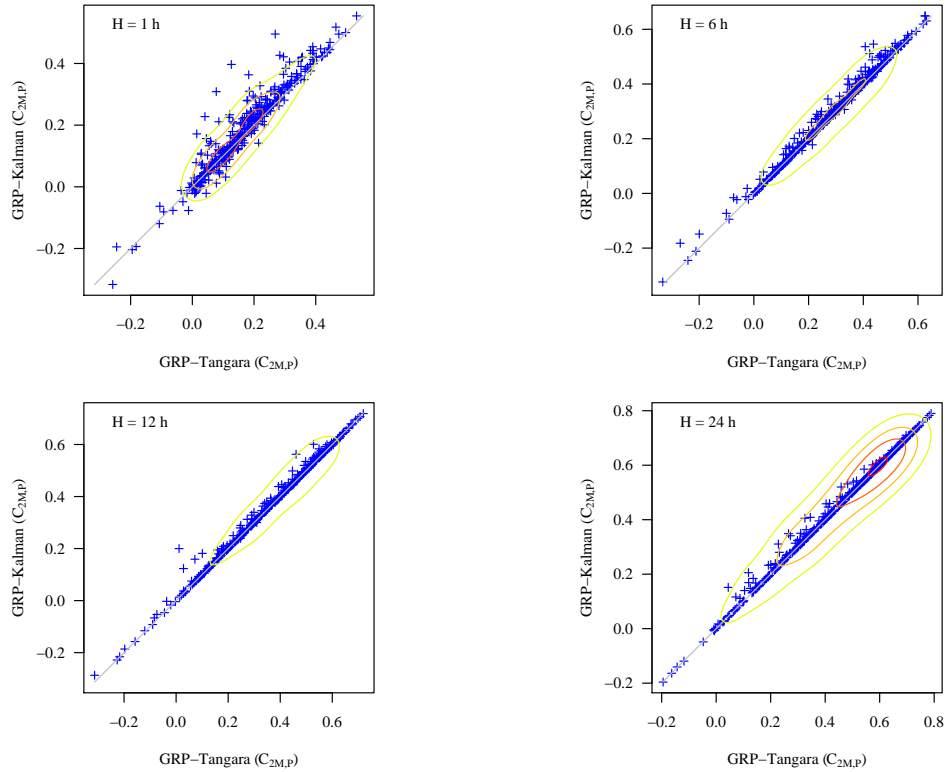 H = 1 h
0.4
0.2
0.0
−0.2
GRP−Kalman (C2M,P)
−0.2 0.0 0.2 0.4
GRP−Tangara (C2M,P)
H = 6 h
0.6
0.4
0.2
0.0
−0.2
GRP−Kalman (C2M,P)
−0.2 0.0 0.2 0.4 0.6
GRP−Tangara (C2M,P)
H = 12 h
0.6
0.4
0.2
0.0
−0.2
GRP−Kalman (C2M,P)
−0.2 0.0 0.2 0.4 0.6
GRP−Tangara (C2M,P)
H = 24 h
0.8
0.6
0.4
0.2
0.0
−0.2
GRP−Kalman (C2M,P)
−0.2 0.0 0.2 0.4 0.6 0.8
GRP−Tangara (C2M,P)